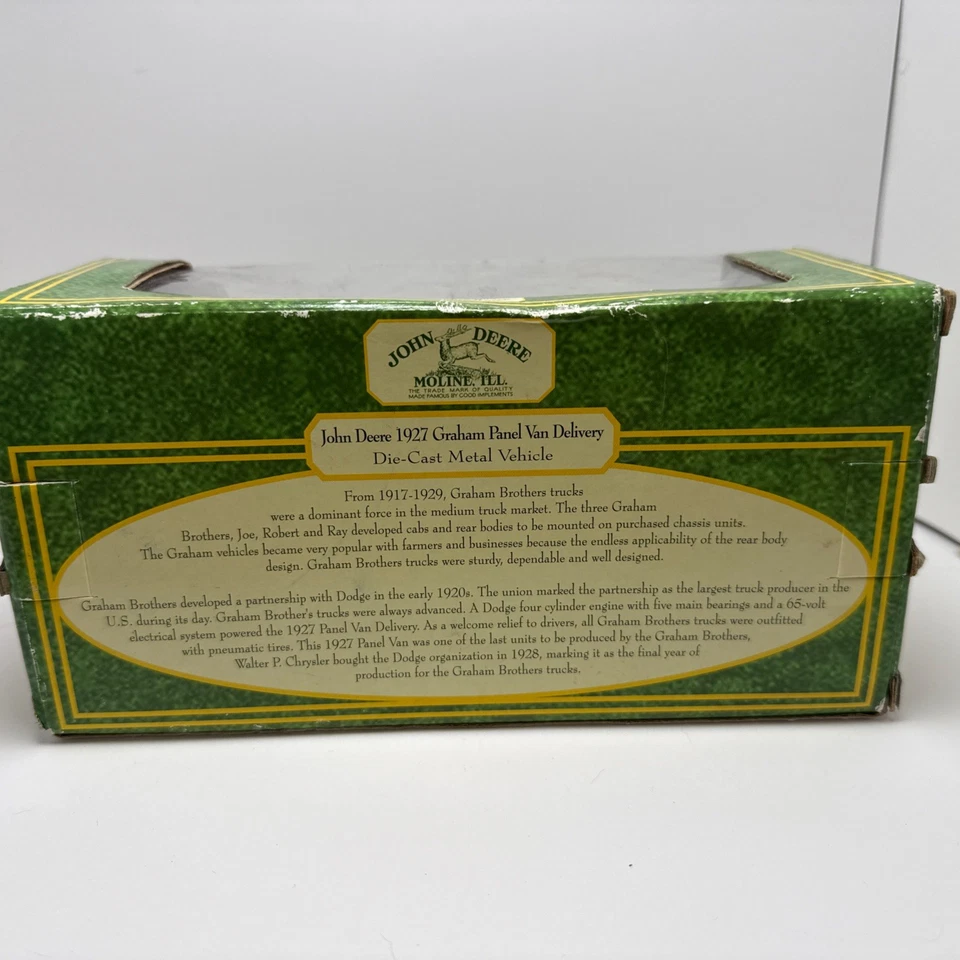 JOHN DEERE
MOLINE, ILL.
THE TRADE MARK OF QUALITY
MADE FAMOUS BY GOOD IMPLEMENTS
John Deere 1927 Graham Panel Van Delivery
Die-Cast Metal Vehicle
From 1917-1929, Graham Brothers trucks
were a dominant force in the medium truck market. The three Graham
Brothers, Joe, Robert and Ray developed cabs and rear bodies to be mounted on purchased chassis units.
The Graham vehicles became very popular with farmers and businesses because the endless applicability of the rear body
design. Graham Brothers trucks were sturdy, dependable and well designed.
Graham Brothers developed a partnership with Dodge in the early 1920s. The union marked the partnership as the largest truck producer in the
U.S. during its day. Graham Brother's trucks were always advanced. A Dodge four cylinder engine with five main bearings and a 65-volt
electrical system powered the 1927 Panel Van Delivery. As a welcome relief to drivers, all Graham Brothers trucks were outfitted
with pneumatic tires. This 1927 Panel Van was one of the last units to be produced by the Graham Brothers,
Walter P. Chrysler bought the Dodge organization in 1928, marking it as the final year of
production for the Graham Brothers trucks.